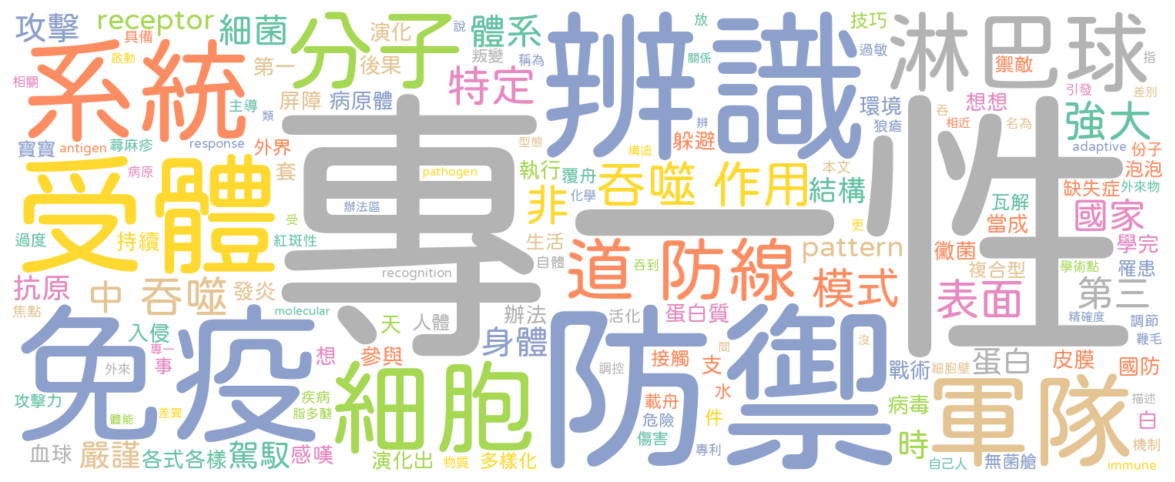 攻擊 receptor 細菌 分子 演化 說 體系 辨識 放 技巧 淋巴球
具備 後果 叛變 稱為 關係 過敏 禦敵 指
系統 啟動 第一 特定 引發 差別
相關 屏障 病原體 環境 想想 強大
主導 類 辨 狼瘡 吞 相近 名為
寶寶 antigen 尋麻疹 response 外界 專一性 型態 構造 躲避 本文 adaptive 份子
受體 病原 套 pathogen 執行 覆舟 吞噬 作用 結構 缺失症 泡泡 外來物
辦法區 化學 非 瓦解 當成 國家
過度 持續 受 紅斑性 生活 道 防線 pattern 更 黴菌 學完
recognition 自體 吞到 模式 複合型 學術點 罹患
抗原 中 吞噬 發炎 表面 第三
焦點 molecular 天 人體 辦法 活化 蛋白質 精確度 調節
免疫 入侵 專一 事 想 參與 身體 防禦 問 沒 戰術 蛋白 皮膜 鞭毛
外來 細胞 調控 接觸 支 細胞壁 國防
攻擊力 體能 差異 疾病 脂多醣 載舟 水 件 病毒 軍隊 描述 白
危險 傷害 時 機制
血球 嚴謹 各式各樣 駕馭 感嘆 演化出 物質 多樣化 專利 自己人 無菌艙 immune